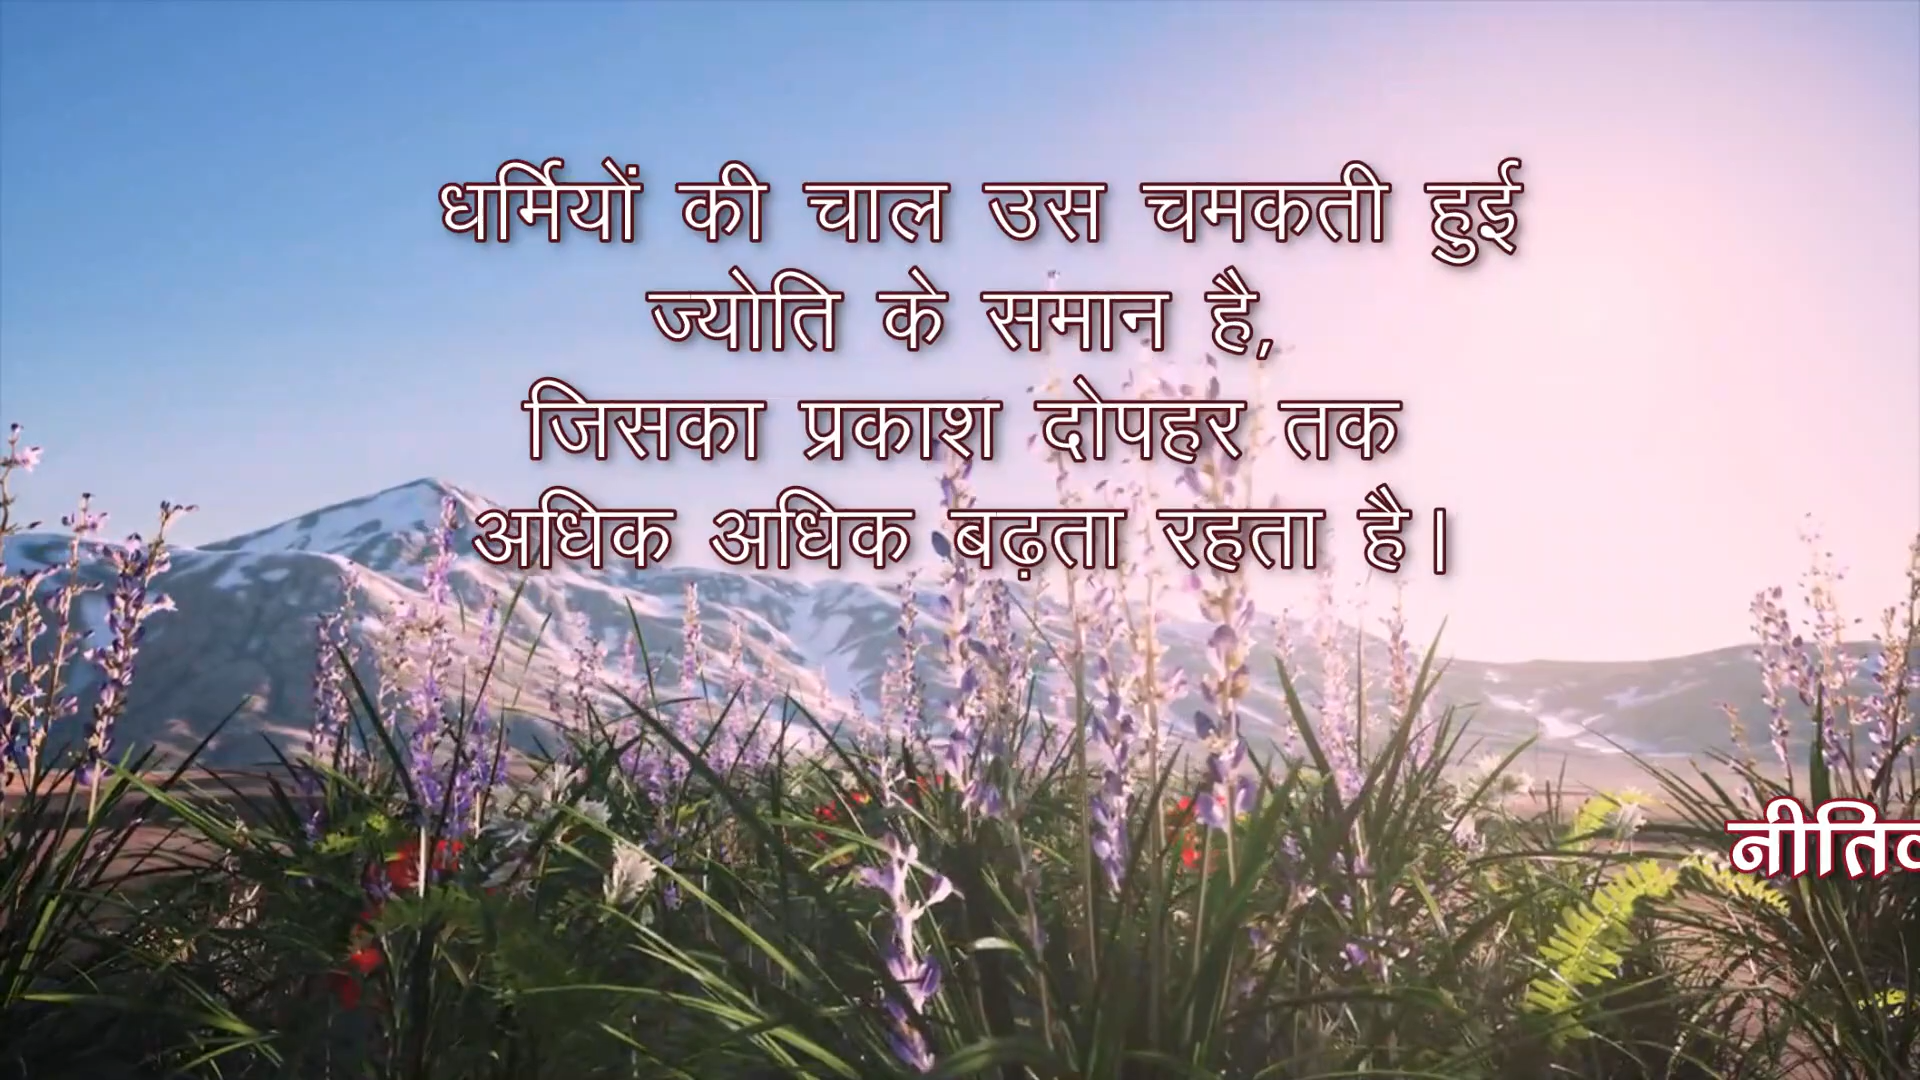 धर्मियों की चाल उस चमकती हुई
ज्योति के समान है,
जिसका प्रकाश दोपहर तक
अधिक अधिक बढ़ता रहता है।